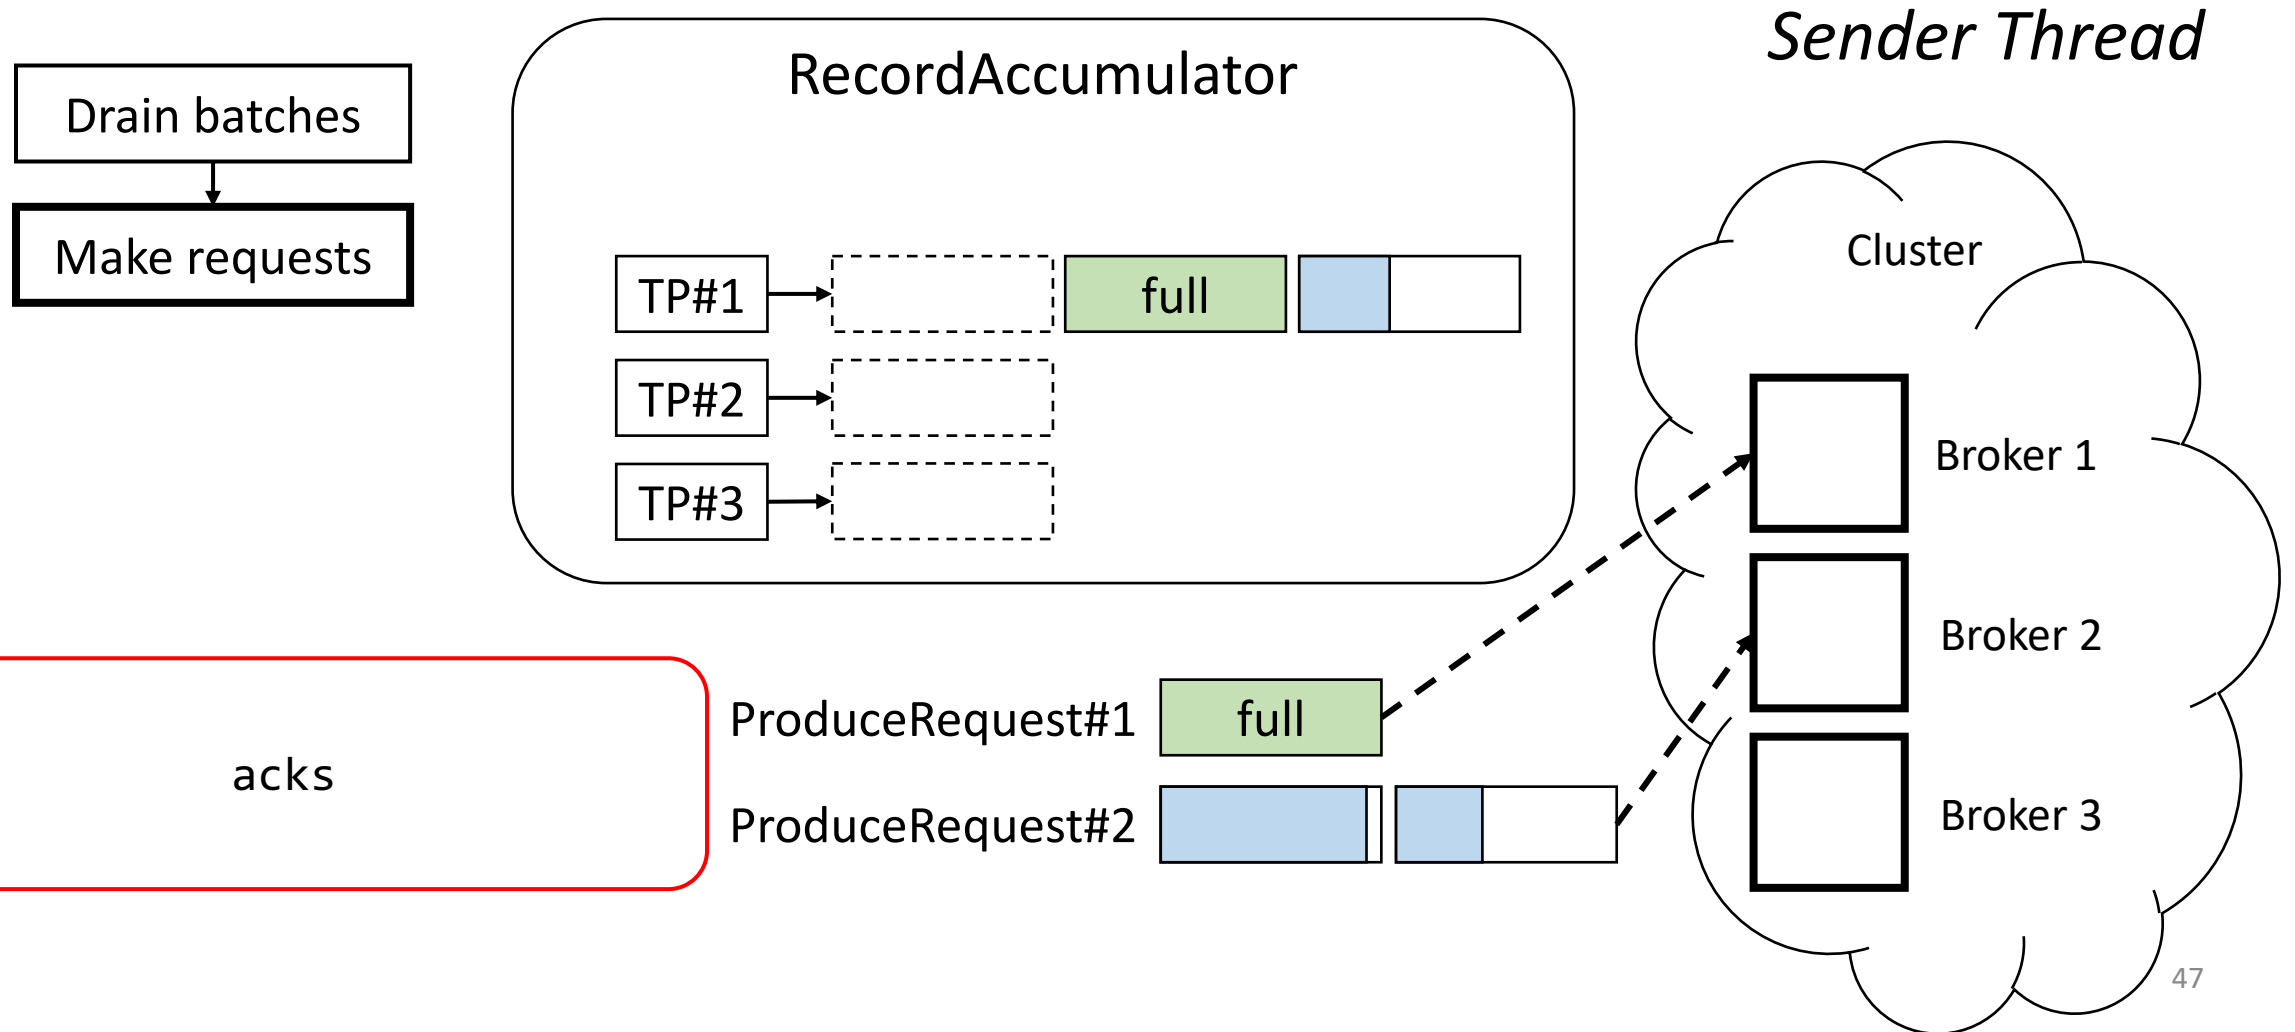 Sender Thread
RecordAccumulator
Drain batches
Make requests
TP#1
full
TP#2
TP#3
Cluster
Broker 1
Broker 2
Broker 3
acks
ProduceRequest#1
full
ProduceRequest#2
47